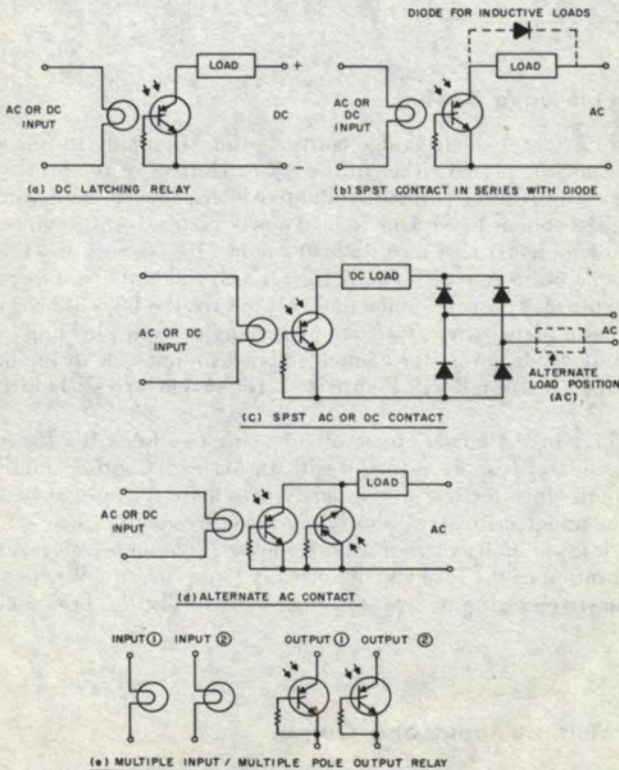 DIODE FOR INDUCTIVE LOADS
LOAD
+
AC OR DC
INPUT
DC
−
(a) DC LATCHING RELAY
LOAD
AC OR
DC
INPUT
AC
(b) SPST CONTACT IN SERIES WITH DIODE
DC LOAD
AC OR DC
INPUT
AC
ALTERNATE
LOAD POSITION
(AC)
(c) SPST AC OR DC CONTACT
LOAD
AC OR DC
INPUT
AC
(d) ALTERNATE AC CONTACT
INPUT ① INPUT ② OUTPUT ① OUTPUT ②
(e) MULTIPLE INPUT / MULTIPLE POLE OUTPUT RELAY